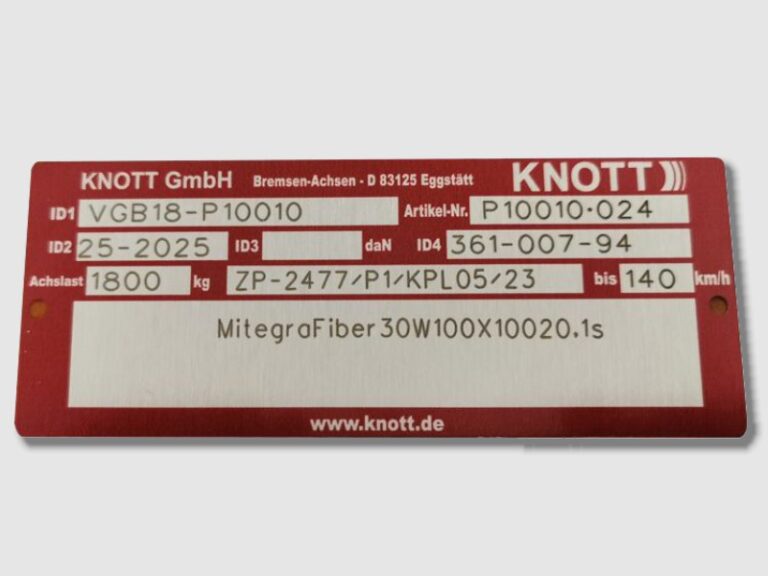 KNOTT GmbH Bremsen-Achsen - D 83125 Eggstätt KNOTT
ID1 VGB18-P10010 Artikel-Nr. P10010·024
ID2 25-2025 ID3 daN ID4 361-007-94
Achslast 1800 kg ZP-2477/P1/KPL05/23 bis 140 km/h
MitegraFiber30W100X10020.1s
www.knott.de